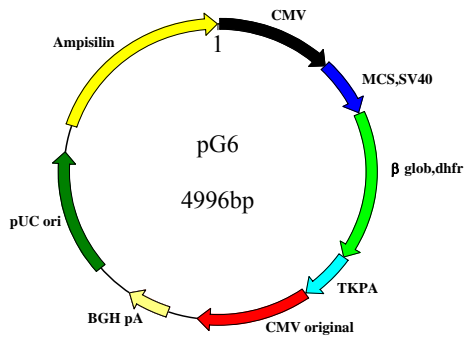 CMV
Ampisilin
1
MCS,SV40
pG6
β glob,dhfr
4996bp
pUC ori
TKPA
BGH pA
CMV original